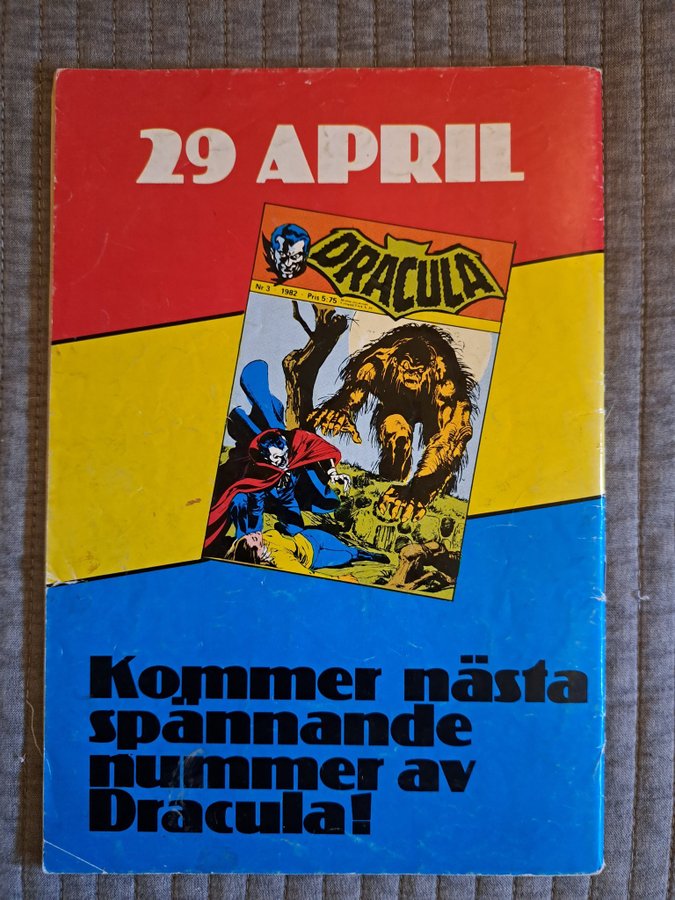 29 APRIL
DRACULA
Nr 3 1982 · Pris 5:75
Kommer nästa
spännande
nummer av
Dracula!